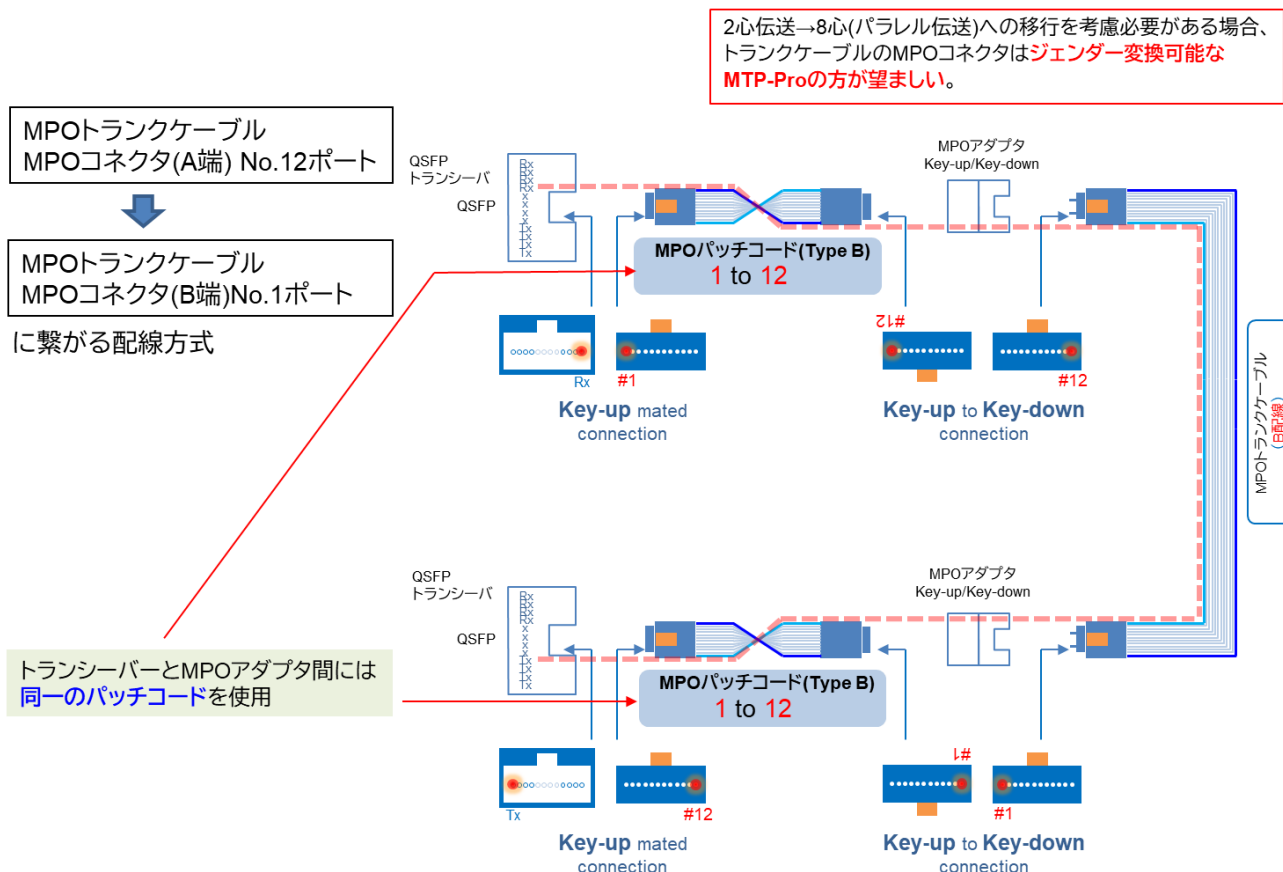 2心伝送→8心(パラレル伝送)への移行を考慮必要がある場合、
トランクケーブルのMPOコネクタはジェンダー変換可能な
MTP-Proの方が望ましい。
MPOトランクケーブル
MPOコネクタ(A端) No.12ポート
MPOトランクケーブル
MPOコネクタ(B端)No.1ポート
に繋がる配線方式
QSFP
トランシーバ
QSFP
Rx
Rx
Rx
Rx
x
x
x
x
Tx
Tx
Tx
Tx
MPOアダプタ
Key-up/Key-down
MPOパッチコード(Type B)
1 to 12
Rx
#1
#12
#12
Key-up mated
connection
Key-up to Key-down
connection
MPOトランクケーブル
(B配線)
トランシーバーとMPOアダプタ間には
同一のパッチコードを使用
QSFP
トランシーバ
QSFP
Rx
Rx
Rx
Rx
x
x
x
x
Tx
Tx
Tx
Tx
MPOアダプタ
Key-up/Key-down
MPOパッチコード(Type B)
1 to 12
Tx
#12
#1
#1
Key-up mated
connection
Key-up to Key-down
connection